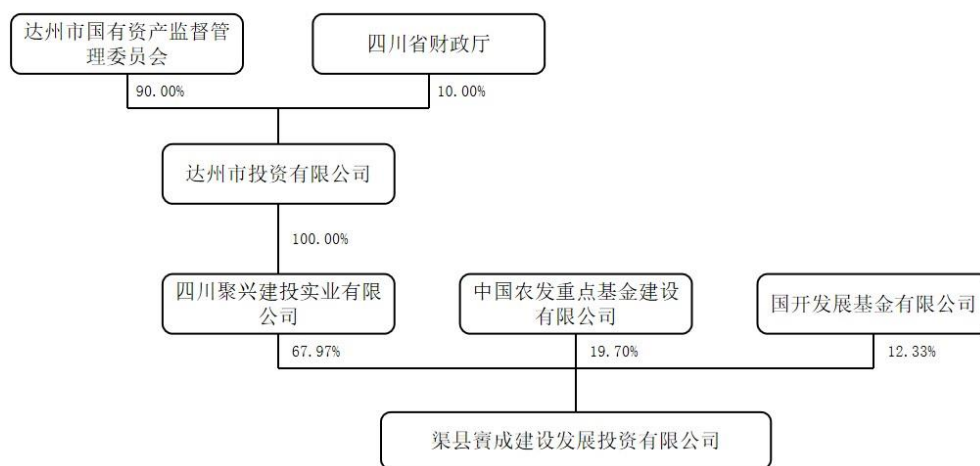 达州市国有资产监督管
理委员会
四川省财政厅
90.00%
10.00%
达州市投资有限公司
100.00%
四川聚兴建投实业有限
公司
中国农发重点基金建设
有限公司
国开发展基金有限公司
67.97%
19.70%
12.33%
渠县賨成建设发展投资有限公司